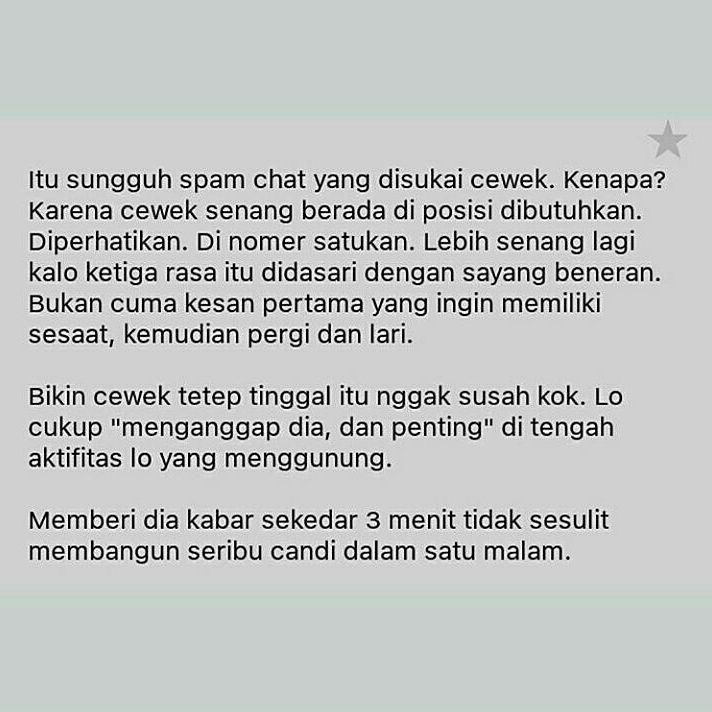 Itu sungguh spam chat yang disukai cewek. Kenapa?
Karena cewek senang berada di posisi dibutuhkan.
Diperhatikan. Di nomer satukan. Lebih senang lagi
kalo ketiga rasa itu didasari dengan sayang beneran.
Bukan cuma kesan pertama yang ingin memiliki
sesaat, kemudian pergi dan lari.
Bikin cewek tetep tinggal itu nggak susah kok. Lo
cukup "menganggap dia, dan penting" di tengah
aktifitas lo yang menggunung.
Memberi dia kabar sekedar 3 menit tidak sesulit
membangun seribu candi dalam satu malam.